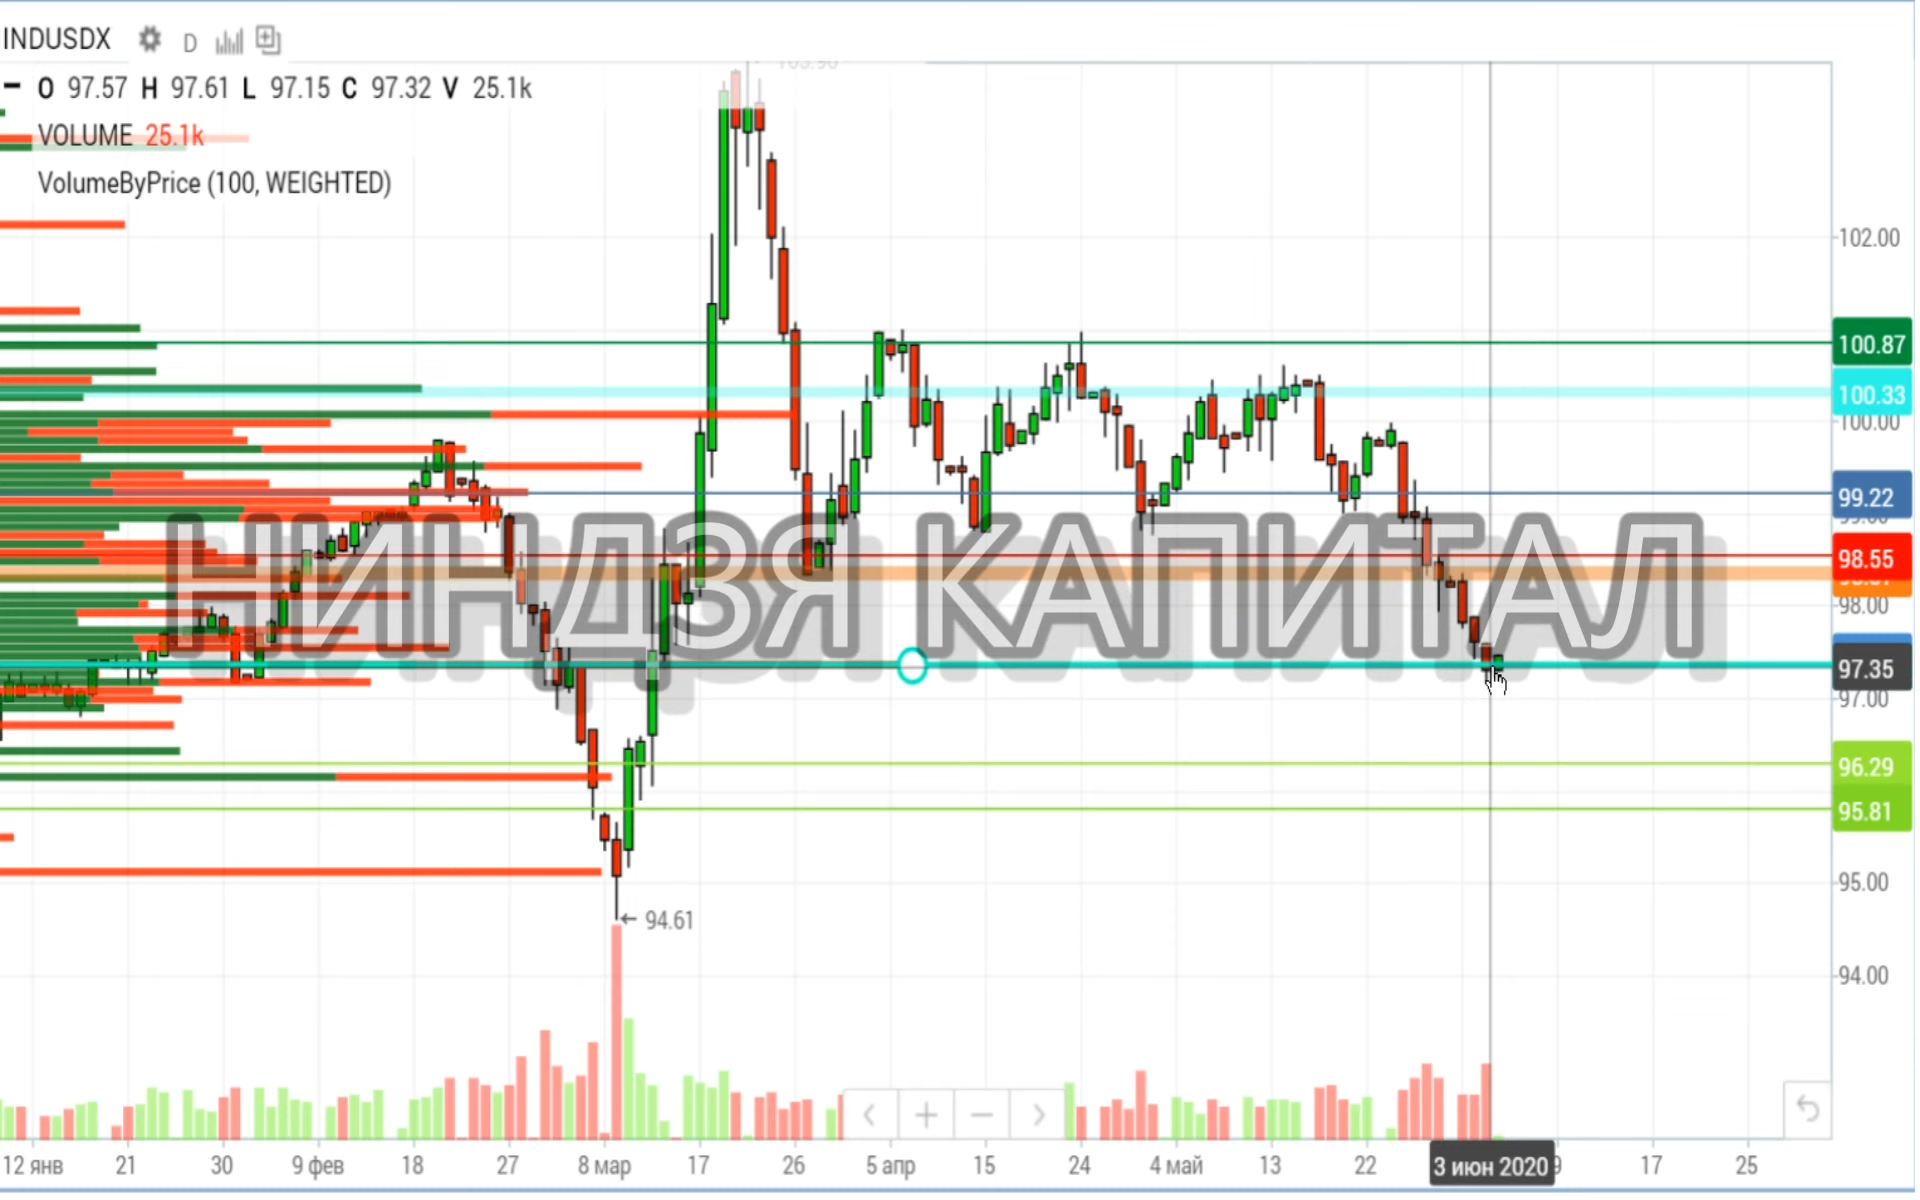 INDUSDX D
O 97.57 H 97.61 L 97.15 C 97.32 V 25.1k
VOLUME 25.1k
VolumeByPrice (100, WEIGHTED)
102.00
100.87
100.33
100.00
99.22
98.55
98.00
НИНДЗЯ КАПИТАЛ
97.35
97.00
96.29
95.81
95.00
94.61
94.00
12 янв 21 30 9 фев 18 27 8 мар 17 26 5 апр 15 24 4 май 13 22 3 июн 2020 17 25